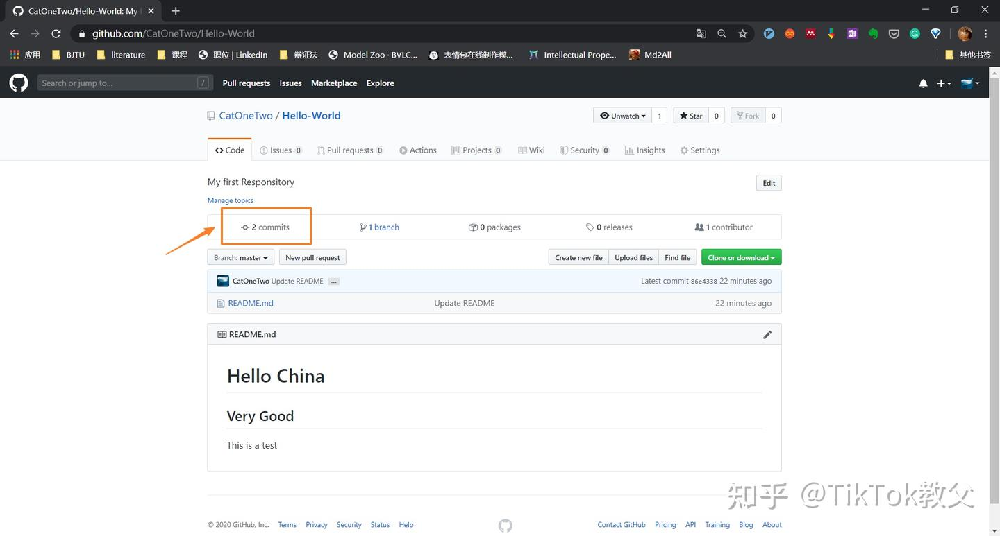 CatOneTwo/Hello-World: My f
github.com/CatOneTwo/Hello-World
应用 BJTU literature 课程 职位 | LinkedIn 辩证法 Model Zoo · BVLC... 表情包在线制作模... Intellectual Prope... Md2All 其他书签
Search or jump to... / Pull requests Issues Marketplace Explore
CatOneTwo / Hello-World Unwatch 1 Star 0 Fork 0
Code Issues 0 Pull requests 0 Actions Projects 0 Wiki Security 0 Insights Settings
My first Responsitory Edit
Manage topics
2 commits 1 branch 0 packages 0 releases 1 contributor
Branch: master New pull request Create new file Upload files Find file Clone or download
CatOneTwo Update README ... Latest commit 86e4338 22 minutes ago
README.md Update README 22 minutes ago
README.md
Hello China
Very Good
This is a test
知乎 @TikTok教父
© 2020 GitHub, Inc. Terms Privacy Security Status Help Contact GitHub Pricing API Training Blog About